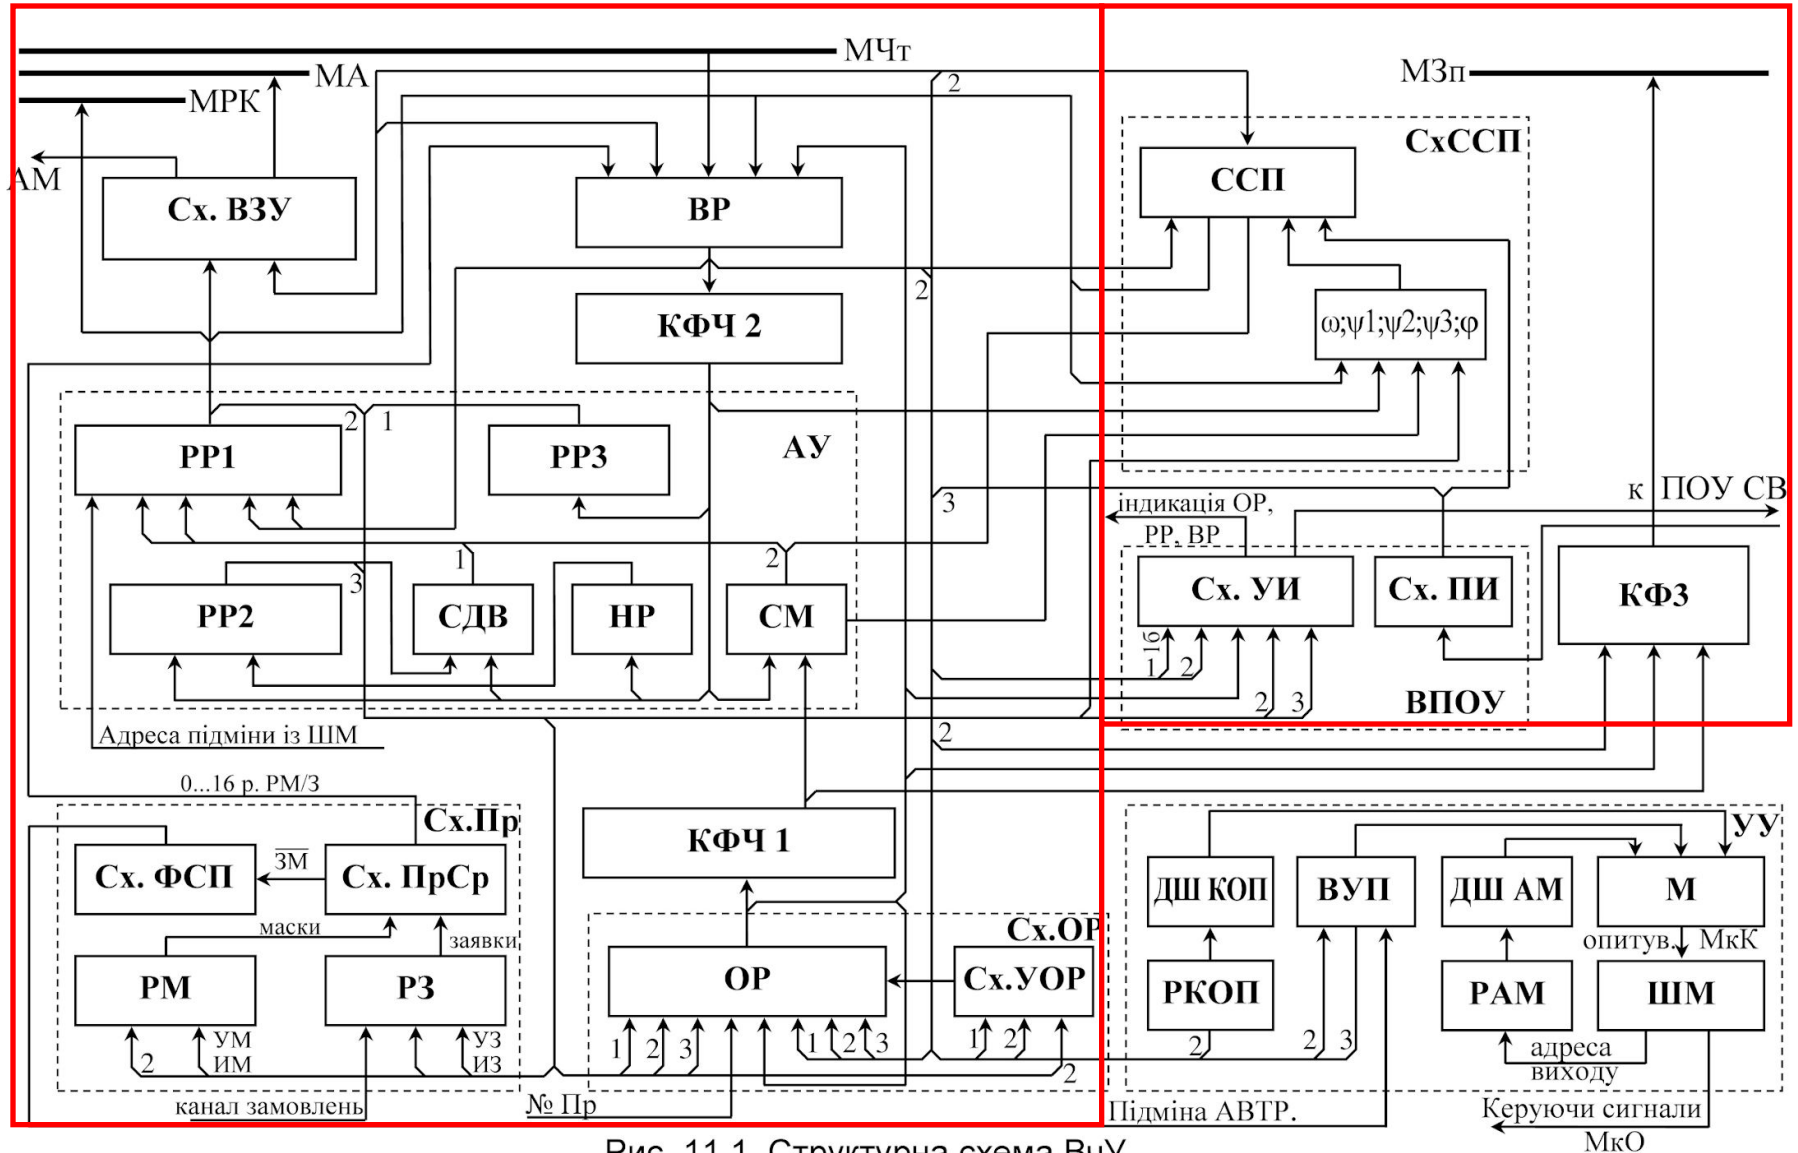 МЧт
МА
МРК
МЗп
2
СхССП
АМ
Сх. ВЗУ
ВР
ССП
2
КФЧ 2
ω;ψ1;ψ2;ψ3;φ
2
1
АУ
РР1
РР3
3
індикація ОР,
РР, ВР
к ПОУ СВ
1
2
3
РР2
СДВ
НР
СМ
Сх. УИ
Сх. ПИ
КФЗ
1б
1
2
2
3
ВПОУ
Адреса підміни із ШМ
2
0...16 р. РМ/З
Сх.Пр
КФЧ 1
УУ
Сх. ФСП
ЗМ
Сх. ПрСр
ДШ КОП
ВУП
ДШ АМ
М
маски
заявки
Сх.ОР
опитув.
МкК
РМ
РЗ
ОР
Сх.УОР
РКОП
РАМ
ШМ
2
УМ
ИМ
УЗ
ИЗ
1
2
3
1
2
3
1
2
2
2
2
3
адреса
виходу
канал замовлень
№ Пр
Підміна АВТР.
Керуючи сигнали
МкО
Рис. 11.1. Структурна схема ВчУ